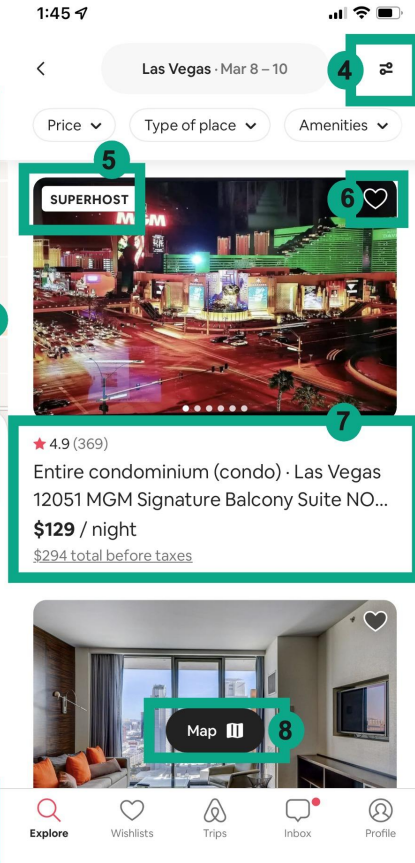 1:45
Las Vegas · Mar 8 – 10
4
Price
Type of place
Amenities
5
SUPERHOST
6
MGM
7
4.9 (369)
Entire condominium (condo) · Las Vegas
12051 MGM Signature Balcony Suite NO...
$129 / night
$294 total before taxes
Map
8
Explore
Wishlists
Trips
Inbox
Profile